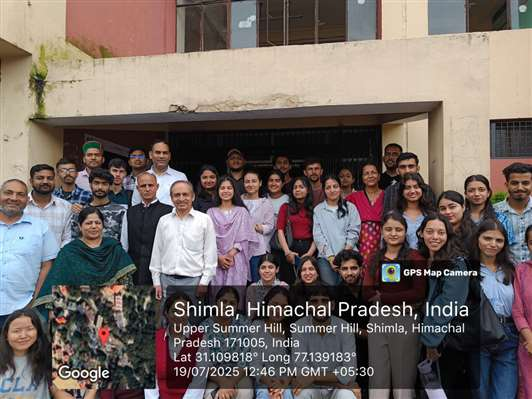 GPS Map Camera
Shimla, Himachal Pradesh, India
Upper Summer Hill, Summer Hill, Shimla, Himachal
Pradesh 171005, India
Lat 31.109818° Long 77.139183°
19/07/2025 12:46 PM GMT +05:30
Google
UCLA